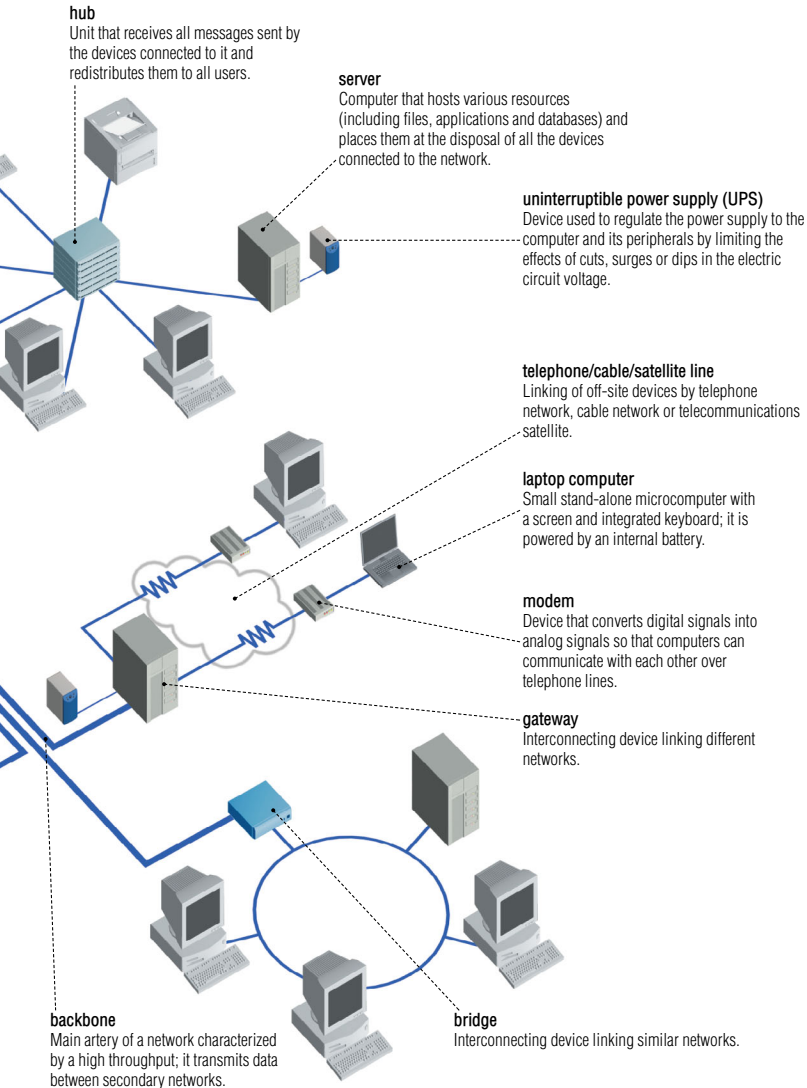 hub
Unit that receives all messages sent by
the devices connected to it and
redistributes them to all users.
server
Computer that hosts various resources
(including files, applications and databases) and
places them at the disposal of all the devices
connected to the network.
uninterruptible power supply (UPS)
Device used to regulate the power supply to the
computer and its peripherals by limiting the
effects of cuts, surges or dips in the electric
circuit voltage.
telephone/cable/satellite line
Linking of off-site devices by telephone
network, cable network or telecommunications
satellite.
laptop computer
Small stand-alone microcomputer with
a screen and integrated keyboard; it is
powered by an internal battery.
modem
Device that converts digital signals into
analog signals so that computers can
communicate with each other over
telephone lines.
gateway
Interconnecting device linking different
networks.
backbone
Main artery of a network characterized
by a high throughput; it transmits data
between secondary networks.
bridge
Interconnecting device linking similar networks.